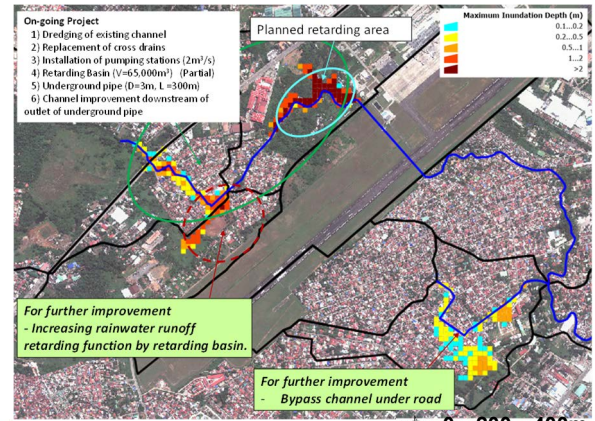 On-going Project
1) Dredging of existing channel
2) Replacement of cross drains
3) Installation of pumping stations (2m³/s)
4) Retarding Basin (V=65,000m³) (Partial)
5) Underground pipe (D=3m, L =300m)
6) Channel improvement downstream of
outlet of underground pipe
Planned retarding area
Maximum Inundation Depth (m)
0.1...0.2
0.2...0.5
0.5...1
1...2
>2
For further improvement
- Increasing rainwater runoff
retarding function by retarding basin.
For further improvement
- Bypass channel under road